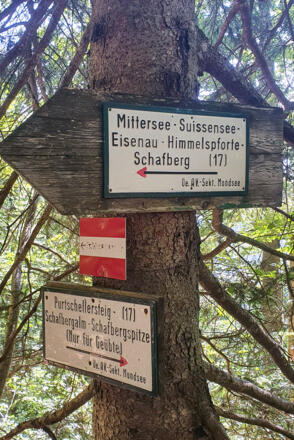 Mittersee - Suissensee -
Eisenau - Himmelspforte -
Schafberg (17)
Oe.AV.-Sekt. Mondsee
Purtschellersteig - (17)
Schafbergalm - Schafbergspitze
(Nur für Geübte)
Oe.AV.-Sekt. Mondsee